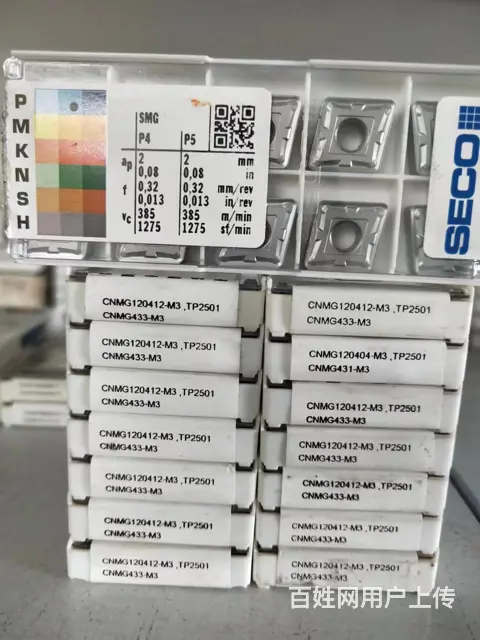 P
M
K
N
S
H
SMG
P4 P5
ap 2 2 mm
0,08 0,08 in
f 0,32 0,32 mm/rev
0,013 0,013 in/rev
vc 385 385 m/min
1275 1275 sf/min
SECO
CNMG120412-M3 ,TP2501
CNMG433-M3
CNMG120412-M3 ,TP2501
CNMG433-M3
CNMG120412-M3 ,TP2501
CNMG433-M3
CNMG120412-M3 ,TP2501
CNMG433-M3
CNMG120412-M3 ,TP2501
CNMG433-M3
CNMG120412-M3 ,TP2501
CNMG433-M3
CNMG120412-M3 ,TP2501
CNMG433-M3
CNMG120412-M3 ,TP2501
CNMG433-M3
CNMG120404-M3 ,TP2501
CNMG431-M3
CNMG120412-M3 ,TP2501
CNMG433-M3
CNMG120412-M3 ,TP2501
CNMG433-M3
CNMG120412-M3 ,TP2501
CNMG433-M3
CNMG120412-M3 ,TP2501
CNMG433-M3
CNMG120412-M3 ,TP2501
CNMG433-M3
百姓网用户上传